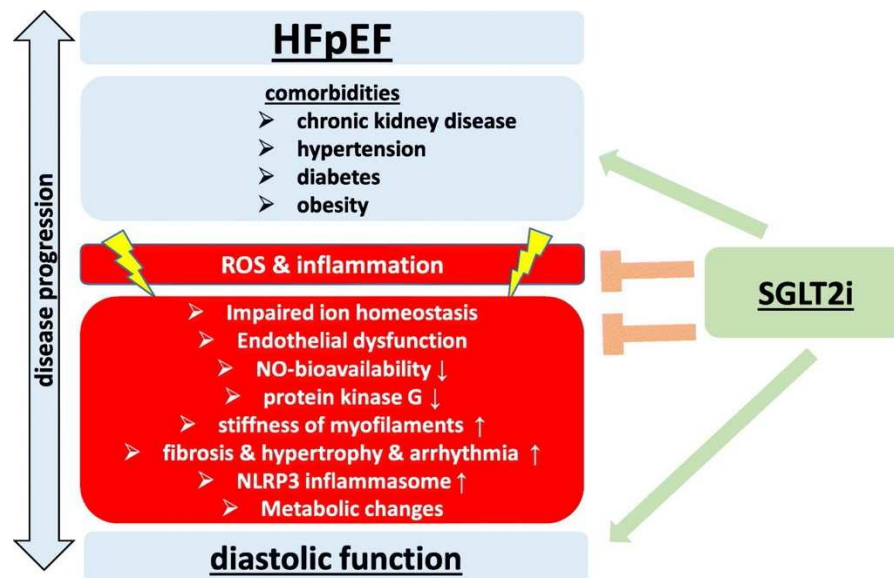 HFpEF
comorbidities
➢ chronic kidney disease
➢ hypertension
➢ diabetes
➢ obesity
ROS & inflammation
➢ Impaired ion homeostasis
➢ Endothelial dysfunction
➢ NO-bioavailability ↓
➢ protein kinase G ↓
➢ stiffness of myofilaments ↑
➢ fibrosis & hypertrophy & arrhythmia ↑
➢ NLRP3 inflammasome ↑
➢ Metabolic changes
diastolic function
disease progression
SGLT2i